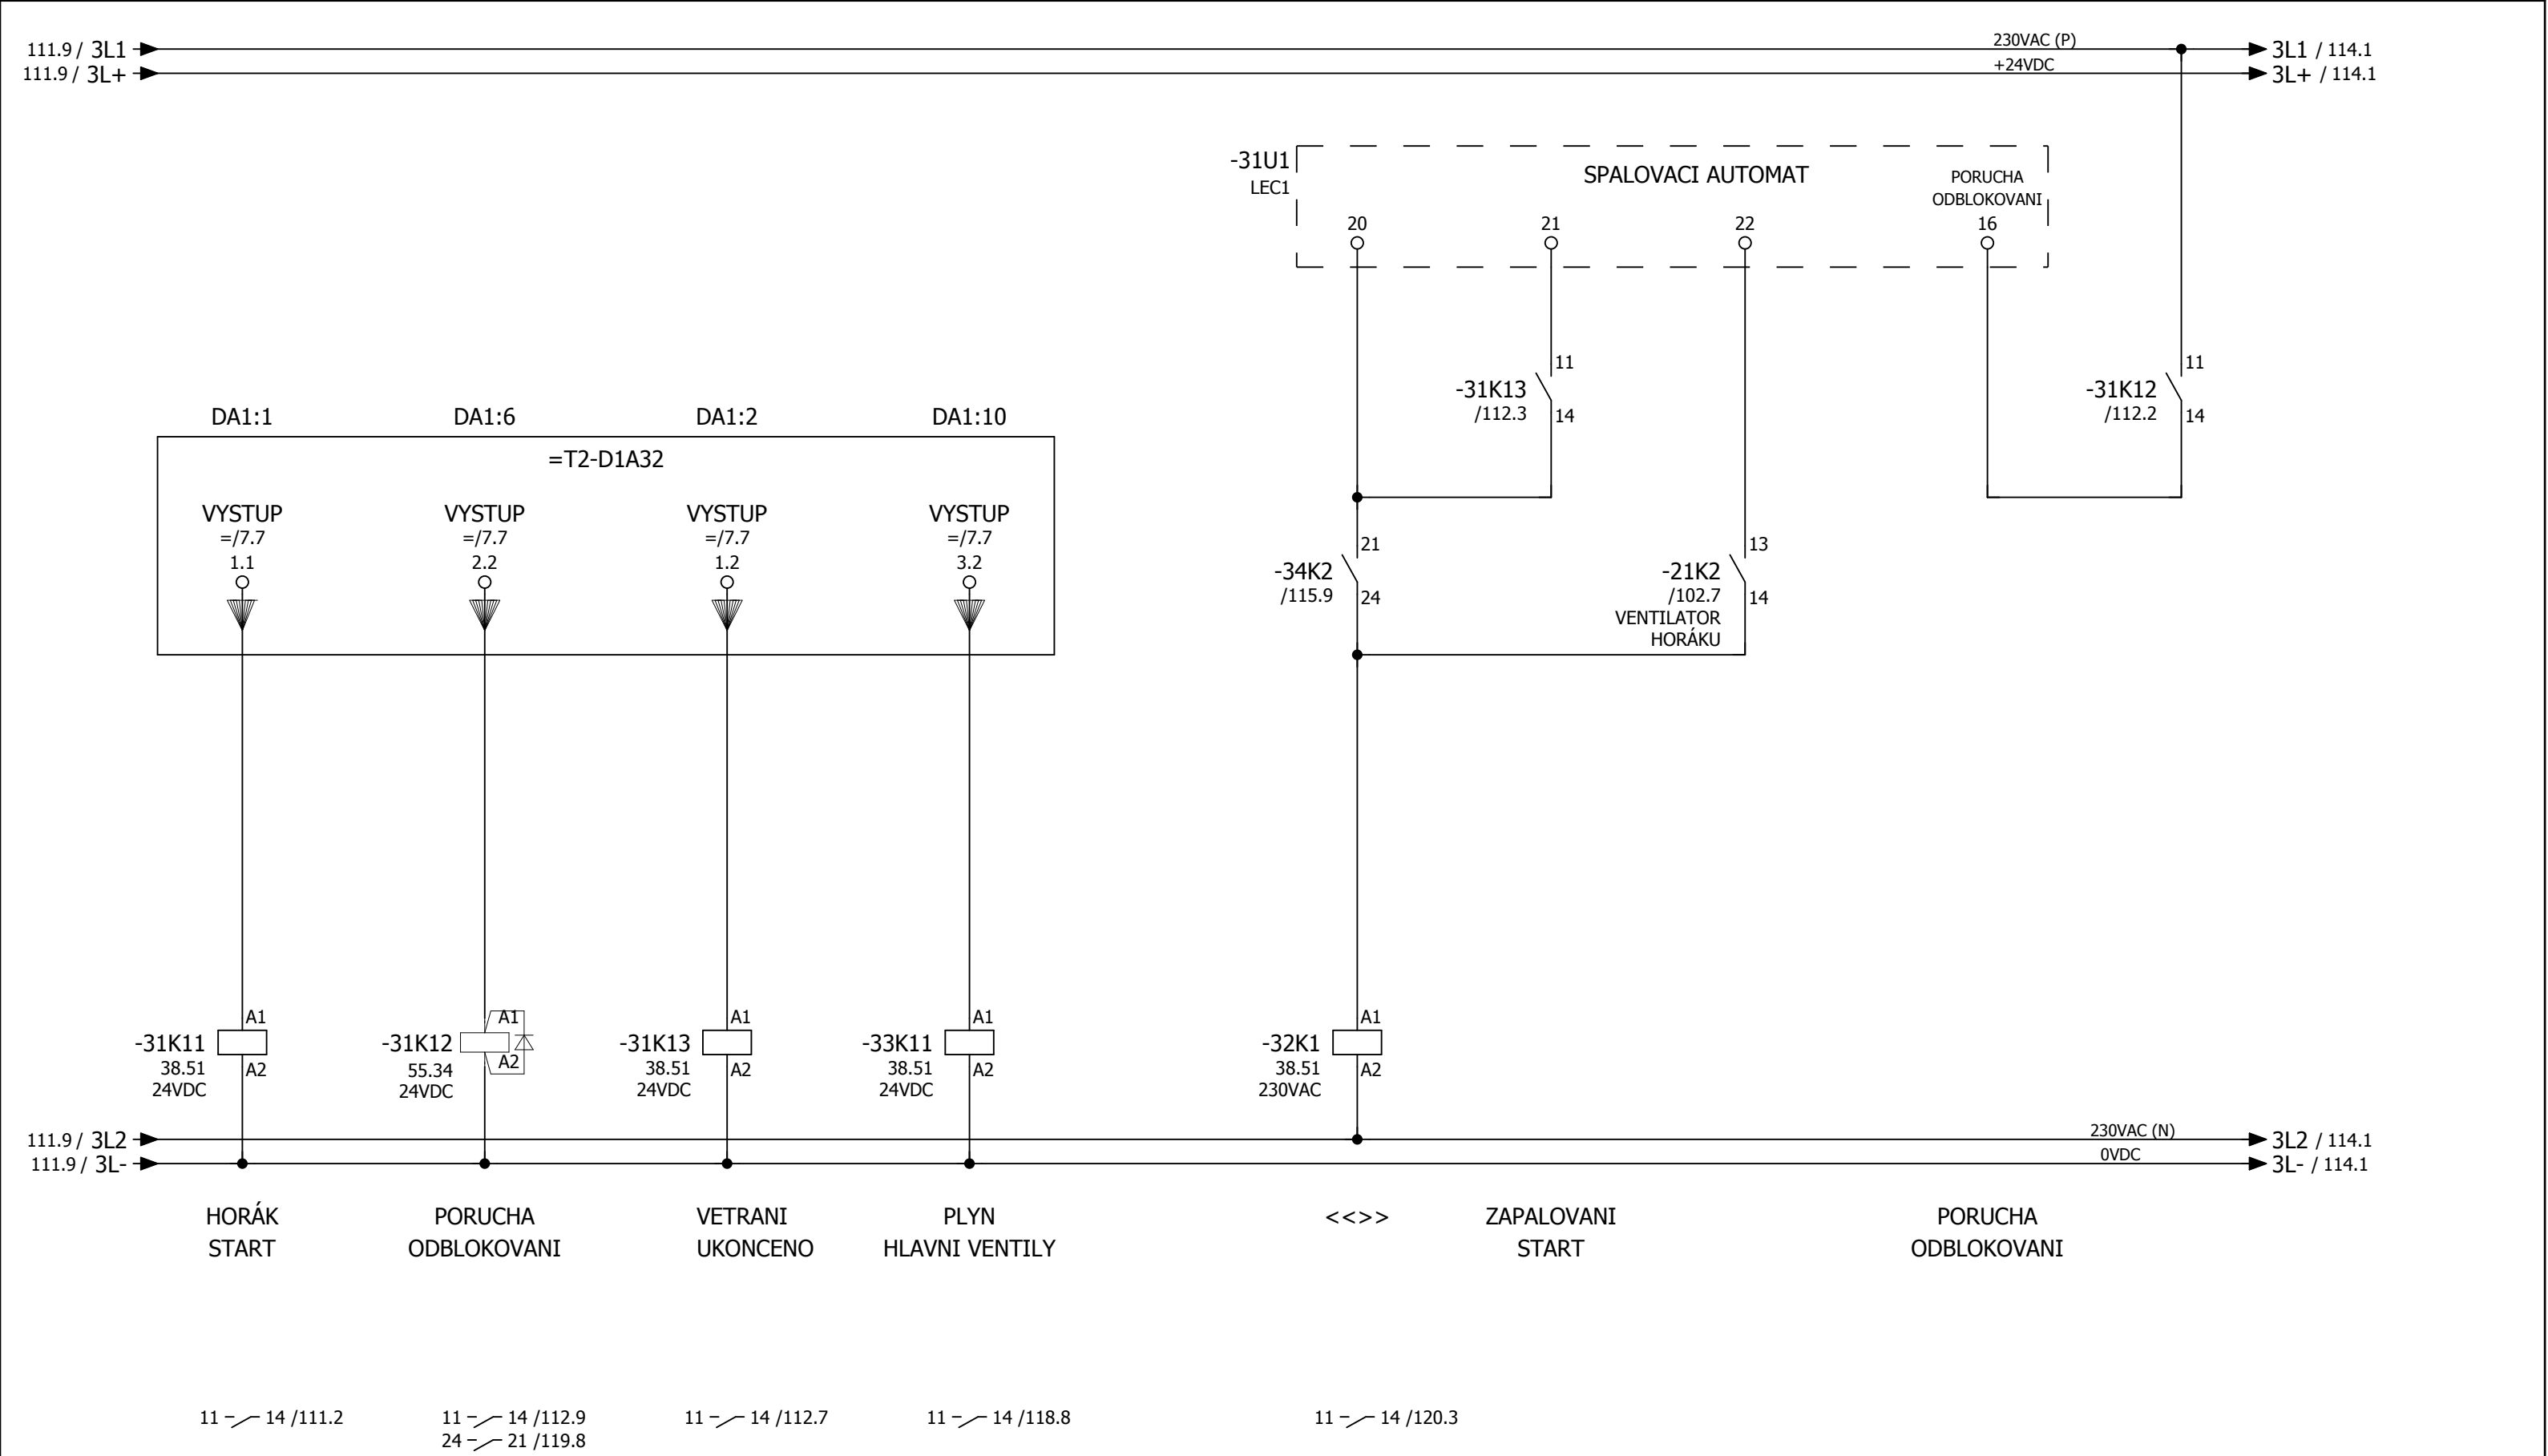 111.9 / 3L1
230VAC (P)
3L1 / 114.1
111.9 / 3L+
+24VDC
3L+ / 114.1
-31U1
LEC1
SPALOVACI AUTOMAT
PORUCHA
ODBLOKOVANI
20
21
22
16
11
-31K13
/112.3
14
11
-31K12
/112.2
14
DA1:1
DA1:6
DA1:2
DA1:10
=T2-D1A32
VYSTUP
=/7.7
1.1
VYSTUP
=/7.7
2.2
VYSTUP
=/7.7
1.2
VYSTUP
=/7.7
3.2
21
-34K2
/115.9
24
13
-21K2
/102.7
14
VENTILATOR
HORÁKU
A1
-31K11
38.51
A2
24VDC
A1
-31K12
A2
55.34
24VDC
A1
-31K13
38.51
A2
24VDC
A1
-33K11
38.51
A2
24VDC
A1
-32K1
38.51
A2
230VAC
111.9 / 3L2
230VAC (N)
3L2 / 114.1
111.9 / 3L-
0VDC
3L- / 114.1
HORÁK
START
PORUCHA
ODBLOKOVANI
VETRANI
UKONCENO
PLYN
HLAVNI VENTILY
<<>>
ZAPALOVANI
START
PORUCHA
ODBLOKOVANI
11 14 /111.2
11 14 /112.9
24 21 /119.8
11 14 /112.7
11 14 /118.8
11 14 /120.3